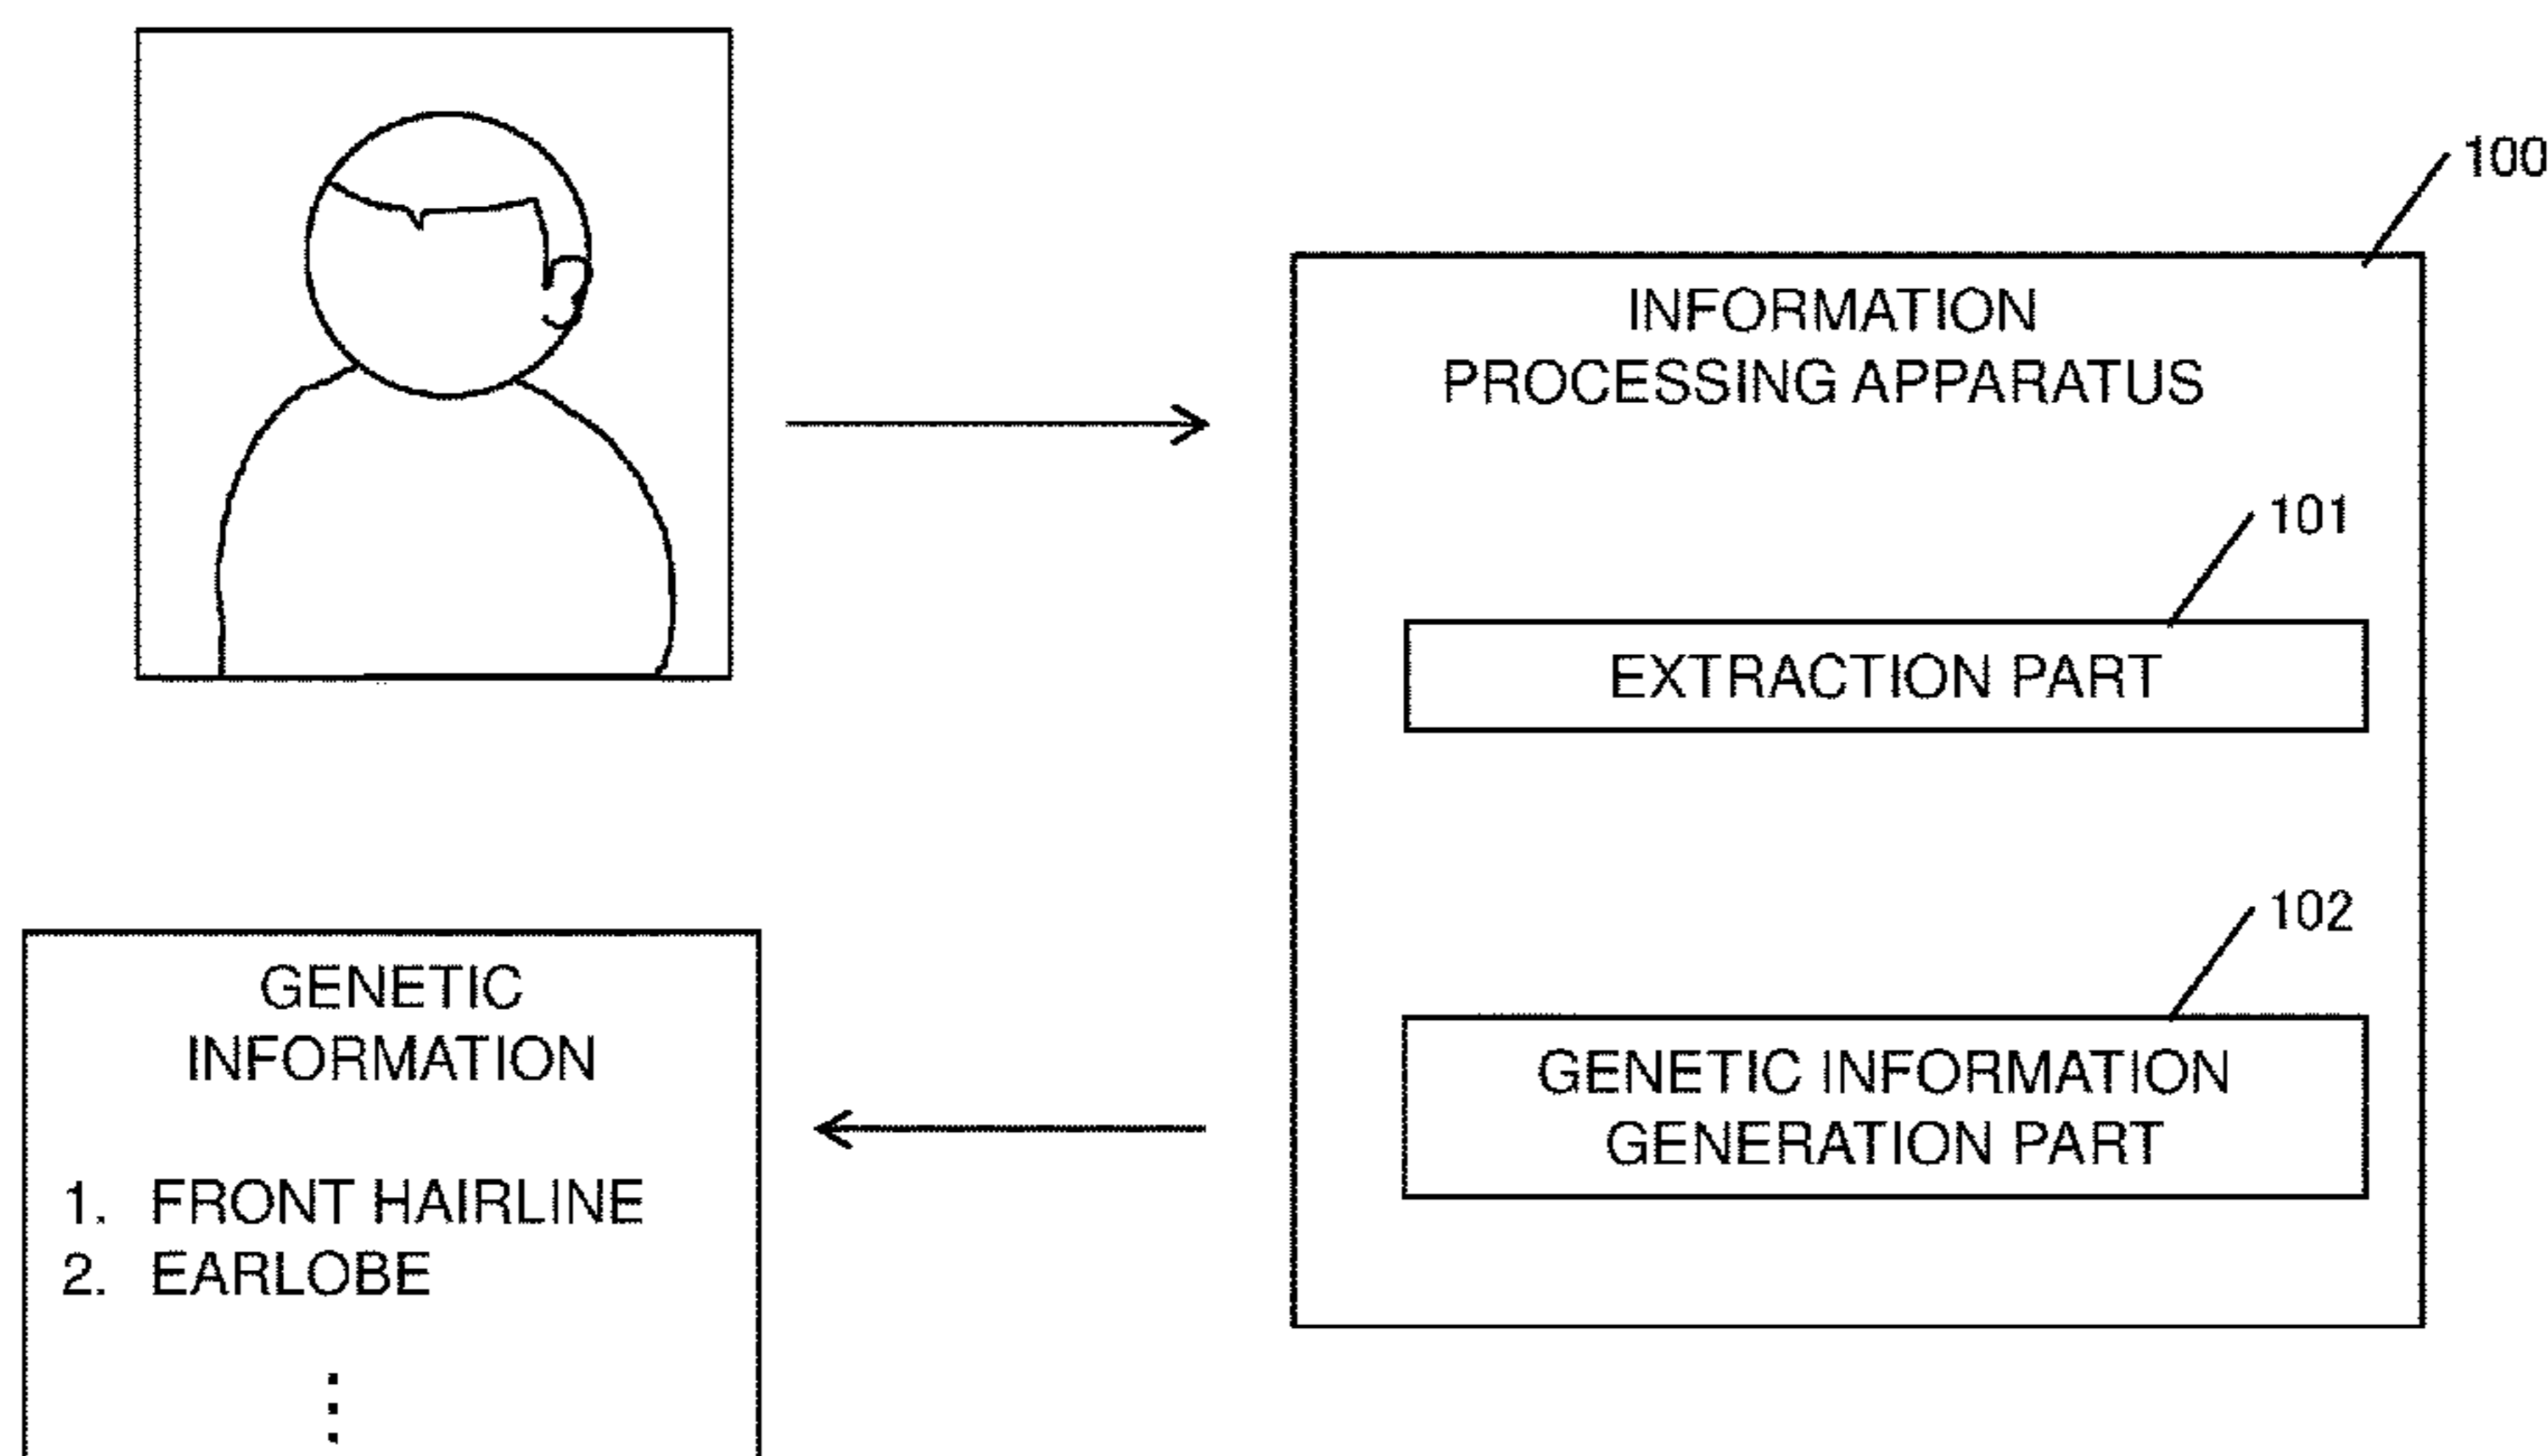 100
INFORMATION
PROCESSING APPARATUS
101
EXTRACTION PART
102
GENETIC INFORMATION
GENERATION PART
GENETIC
INFORMATION
1. FRONT HAIRLINE
2. EARLOBE